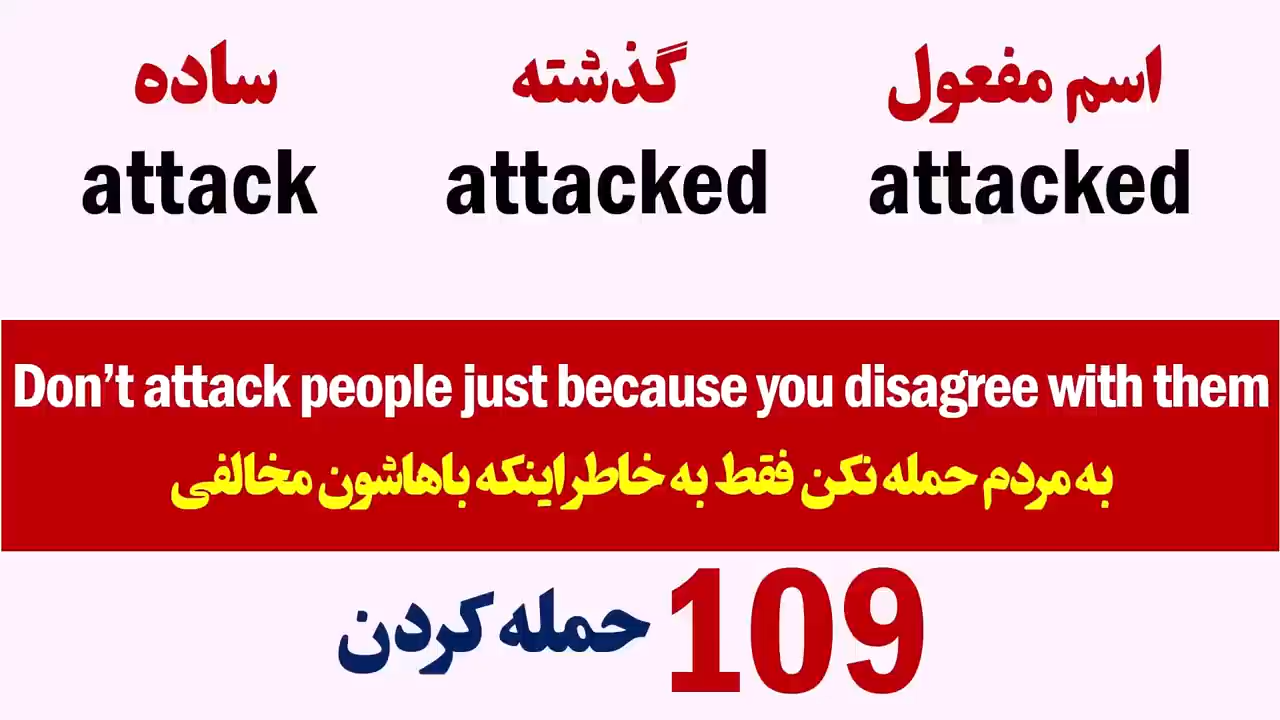 ساده گذشته اسم مفعول
attack attacked attacked
Don't attack people just because you disagree with them
به مردم حمله نکن فقط به خاطر اینکه باهاشون مخالفی
حمله کردن 109